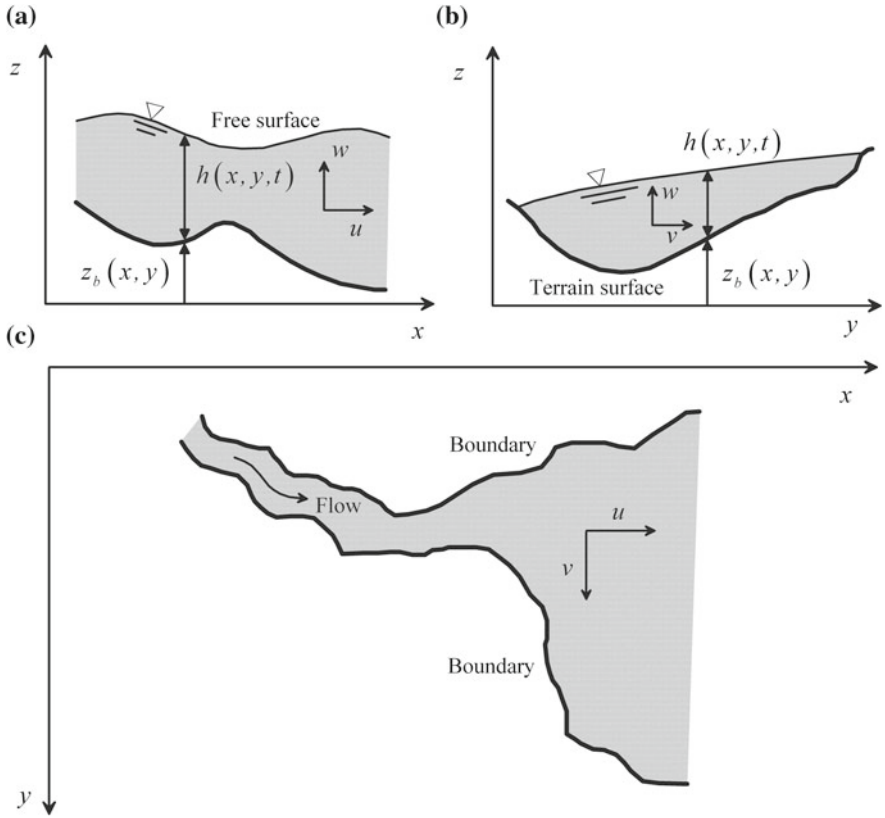 (a)
z
Free surface
w
h(x, y, t)
u
z_b(x, y)
x
(b)
z
h(x, y, t)
w
v
Terrain surface
z_b(x, y)
y
(c)
x
Boundary
Flow
u
v
Boundary
y